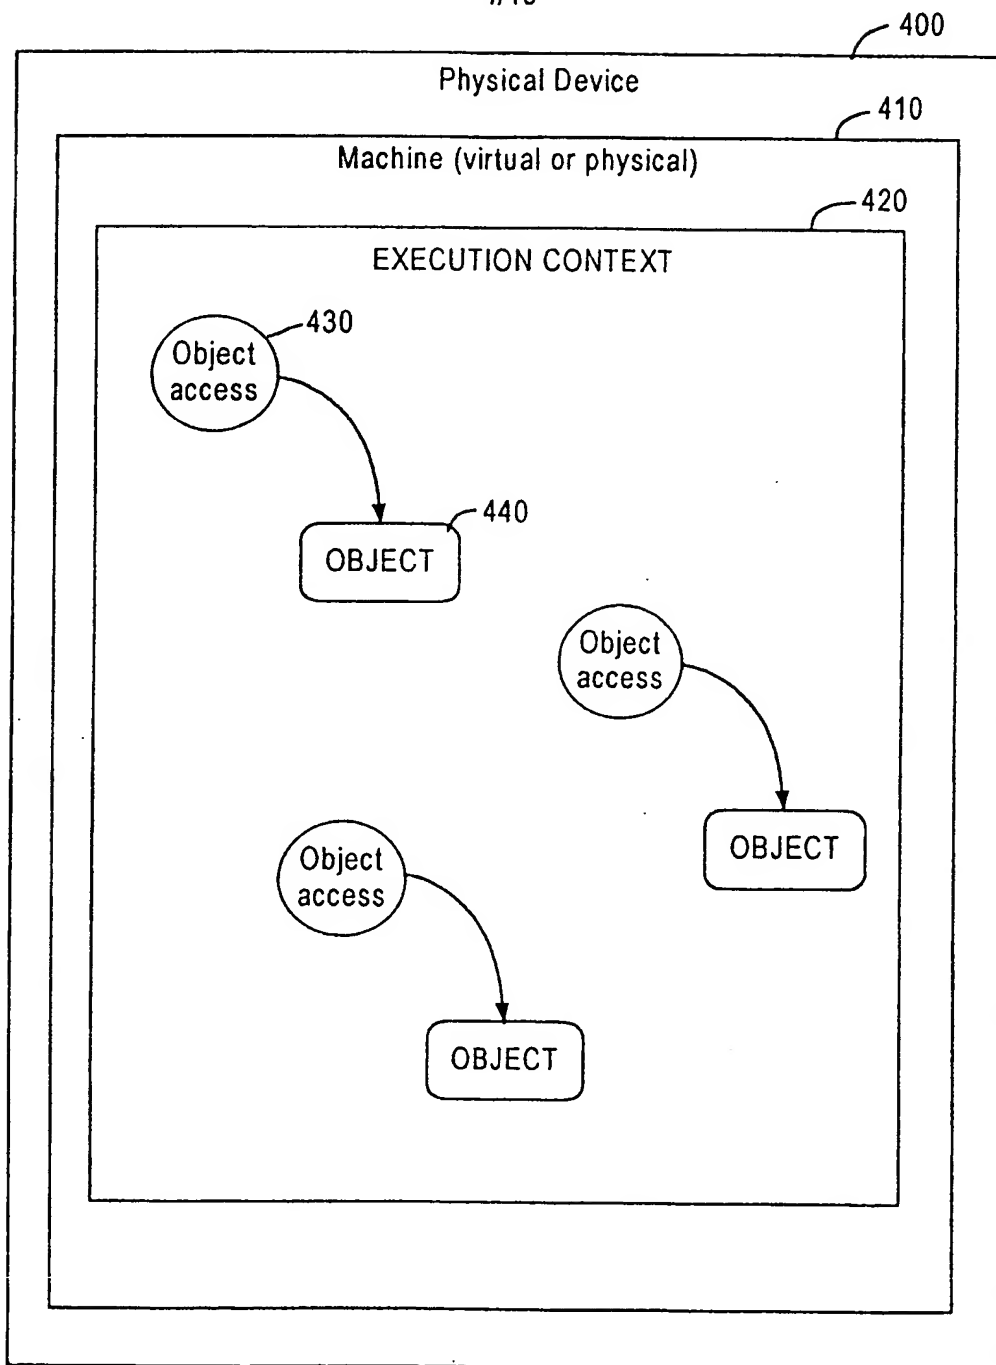 400
Physical Device
410
Machine (virtual or physical)
420
EXECUTION CONTEXT
430
Object
access
440
OBJECT
Object
access
OBJECT
Object
access
OBJECT